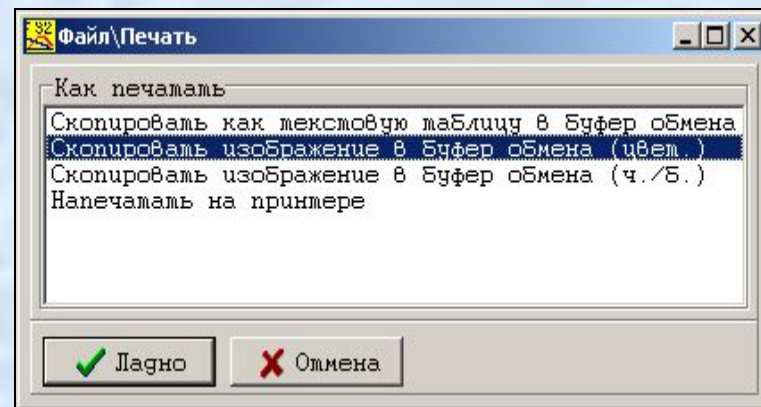 S2
Файл\Печать
Как печатать
Скопировать как текстовую таблицу в буфер обмена
Скопировать изображение в буфер обмена (цвет.)
Скопировать изображение в буфер обмена (ч./б.)
Напечатать на принтере
Ладно
Отмена